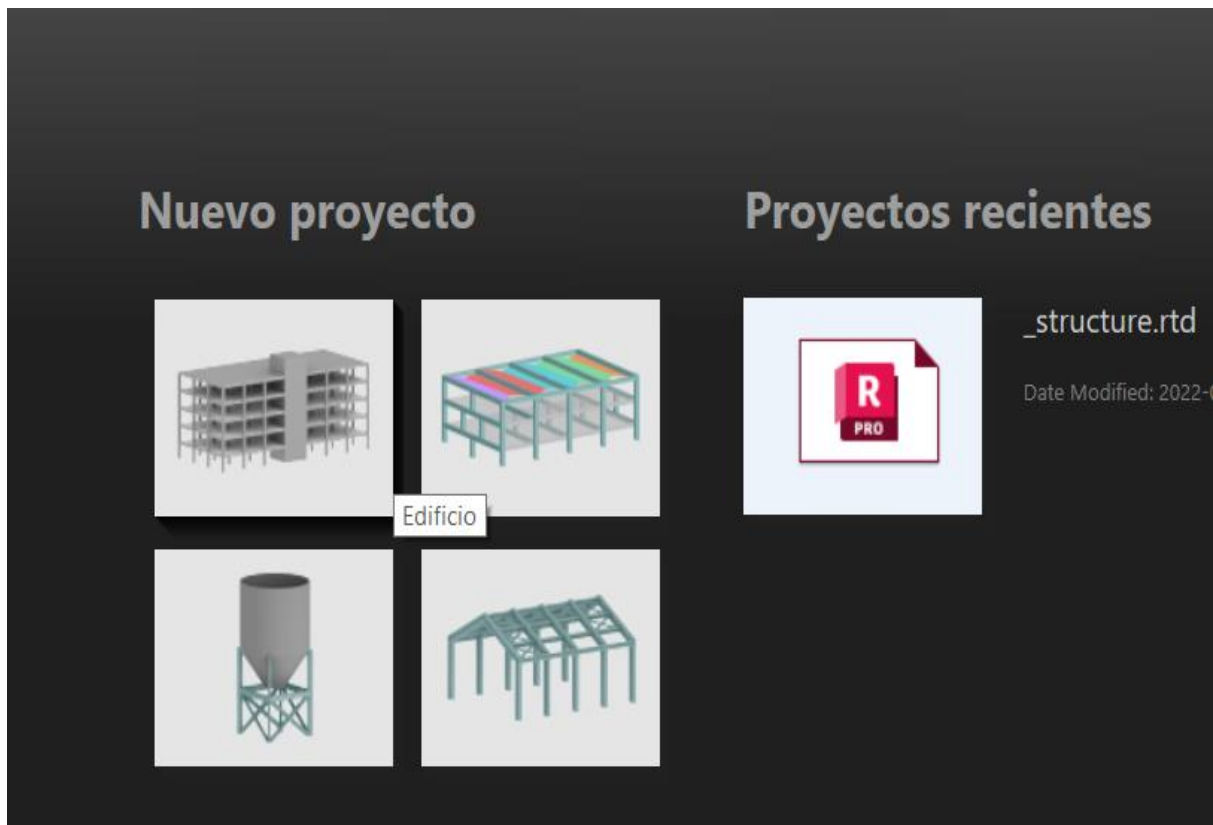 Nuevo proyecto
Proyectos recientes
_structure.rtd
R
PRO
Date Modified: 2022-
Edificio